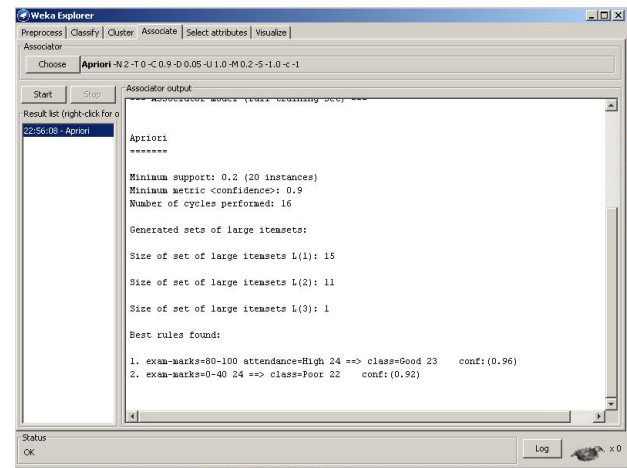 Weka Explorer
Preprocess Classify Cluster Associate Select attributes Visualize
Associator
Choose Apriori -N 2 -T 0 -C 0.9 -D 0.05 -U 1.0 -M 0.2 -S -1.0 -c -1
Start Stop
Result list (right-click for o
22:56:08 - Apriori
Associator output
=== Associator model (full training set) ===
Apriori
=======
Minimum support: 0.2 (20 instances)
Minimum metric <confidence>: 0.9
Number of cycles performed: 16
Generated sets of large itemsets:
Size of set of large itemsets L(1): 15
Size of set of large itemsets L(2): 11
Size of set of large itemsets L(3): 1
Best rules found:
1. exam-marks=80-100 attendance=High 24 ==> class=Good 23 conf:(0.96)
2. exam-marks=0-40 24 ==> class=Poor 22 conf:(0.92)
Status
OK
Log
x 0